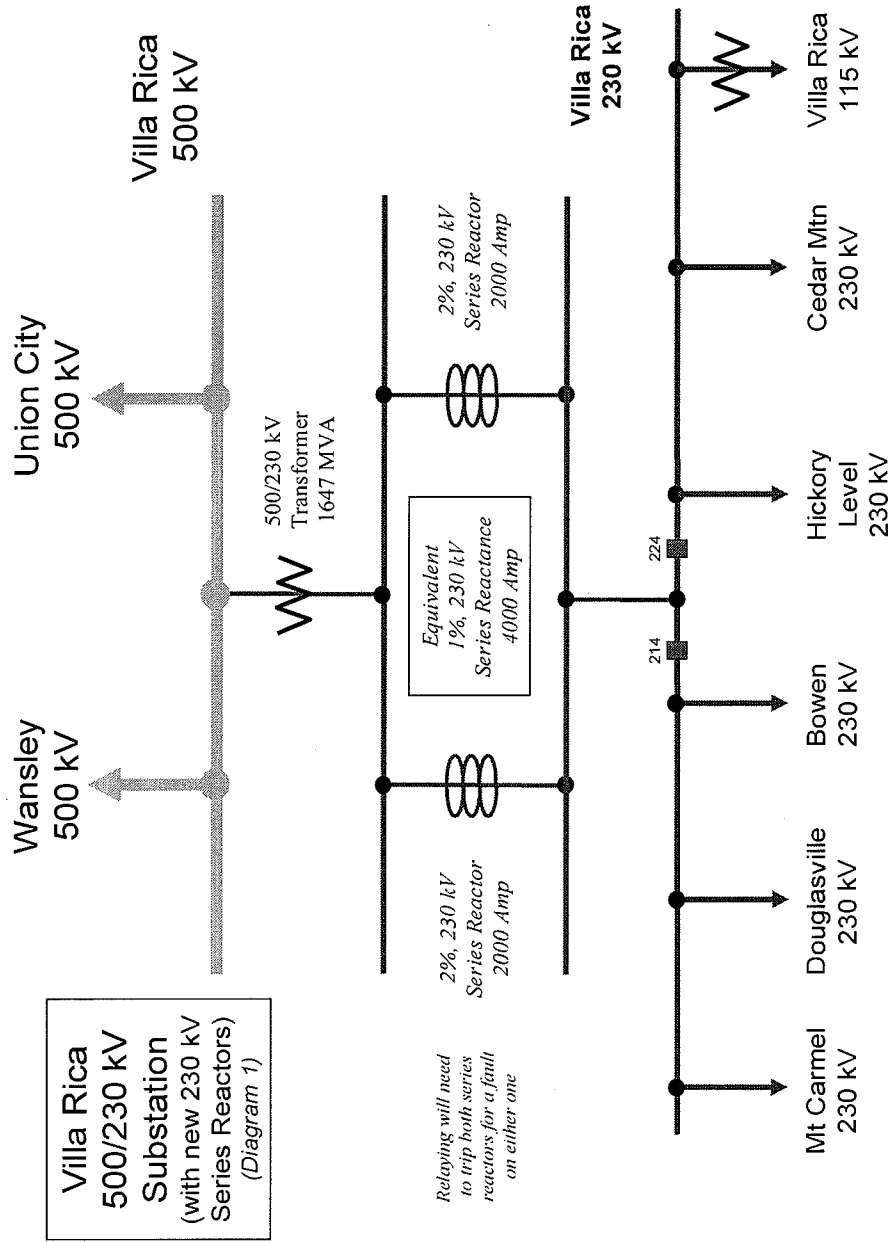 Villa Rica
500/230 kV
Substation
(with new 230 kV
Series Reactors)
(Diagram 1)
Wansley
500 kV
Union City
500 kV
Villa Rica
500 kV
500/230 kV
Transformer
1647 MVA
Relaying will need
to trip both series
reactors for a fault
on either one
2%, 230 kV
Series Reactor
2000 Amp
Equivalent
1%, 230 kV
Series Reactance
4000 Amp
2%, 230 kV
Series Reactor
2000 Amp
Villa Rica
230 kV
214
224
Mt Carmel
230 kV
Douglasville
230 kV
Bowen
230 kV
Hickory
Level
230 kV
Cedar Mtn
230 kV
Villa Rica
115 kV